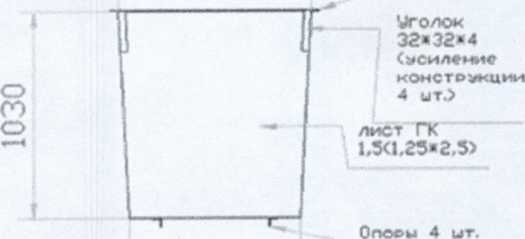 Уголок
32*32*4
(усиление
конструкции
4 шт.)
1030
лист ГК
1,5(1,25*2,5)
Опоры 4 шт.